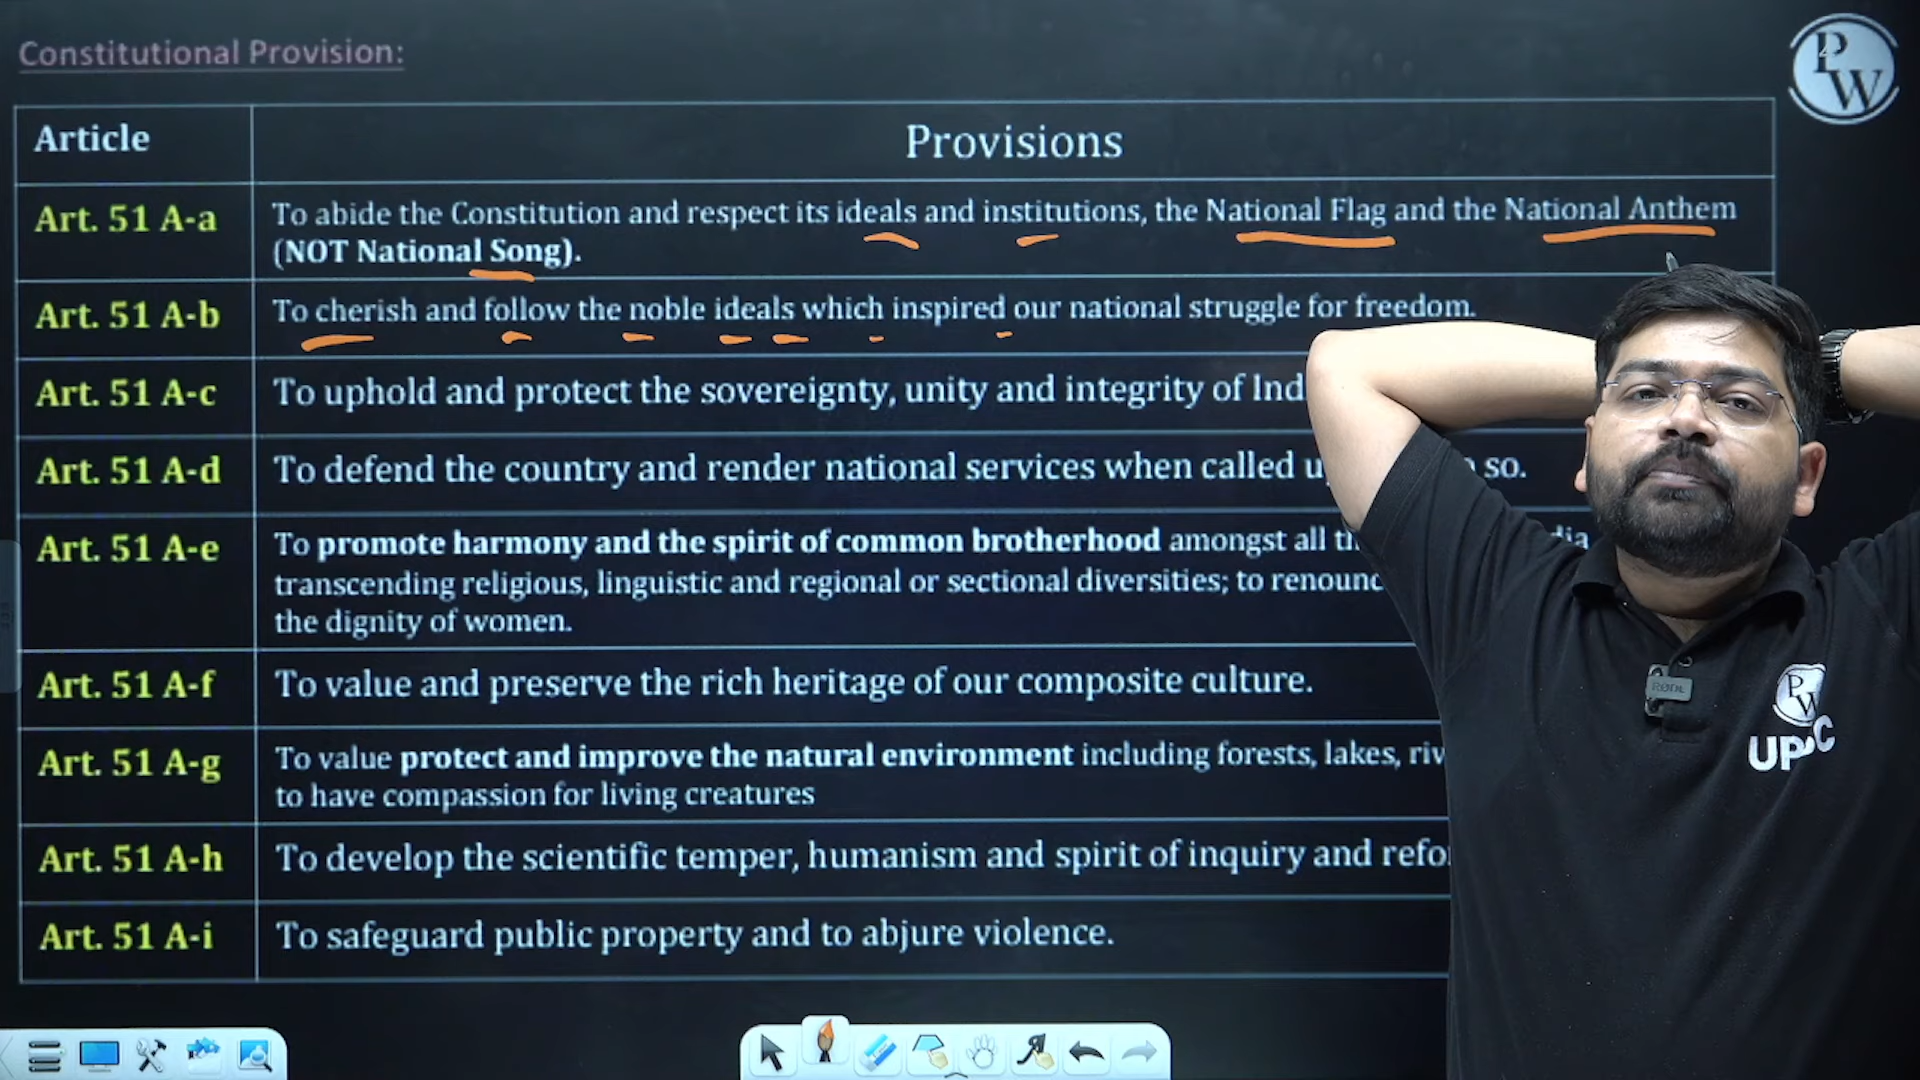 Constitutional Provision:
PW
Article
Provisions
Art. 51 A-a
To abide the Constitution and respect its ideals and institutions, the National Flag and the National Anthem
(NOT National Song).
Art. 51 A-b
To cherish and follow the noble ideals which inspired our national struggle for freedom.
Art. 51 A-c
To uphold and protect the sovereignty, unity and integrity of Ind
Art. 51 A-d
To defend the country and render national services when called u so.
Art. 51 A-e
To promote harmony and the spirit of common brotherhood amongst all th dia
transcending religious, linguistic and regional or sectional diversities; to renounc
the dignity of women.
Art. 51 A-f
To value and preserve the rich heritage of our composite culture.
Art. 51 A-g
To value protect and improve the natural environment including forests, lakes, riv
to have compassion for living creatures
Art. 51 A-h
To develop the scientific temper, humanism and spirit of inquiry and refo
Art. 51 A-i
To safeguard public property and to abjure violence.
PW